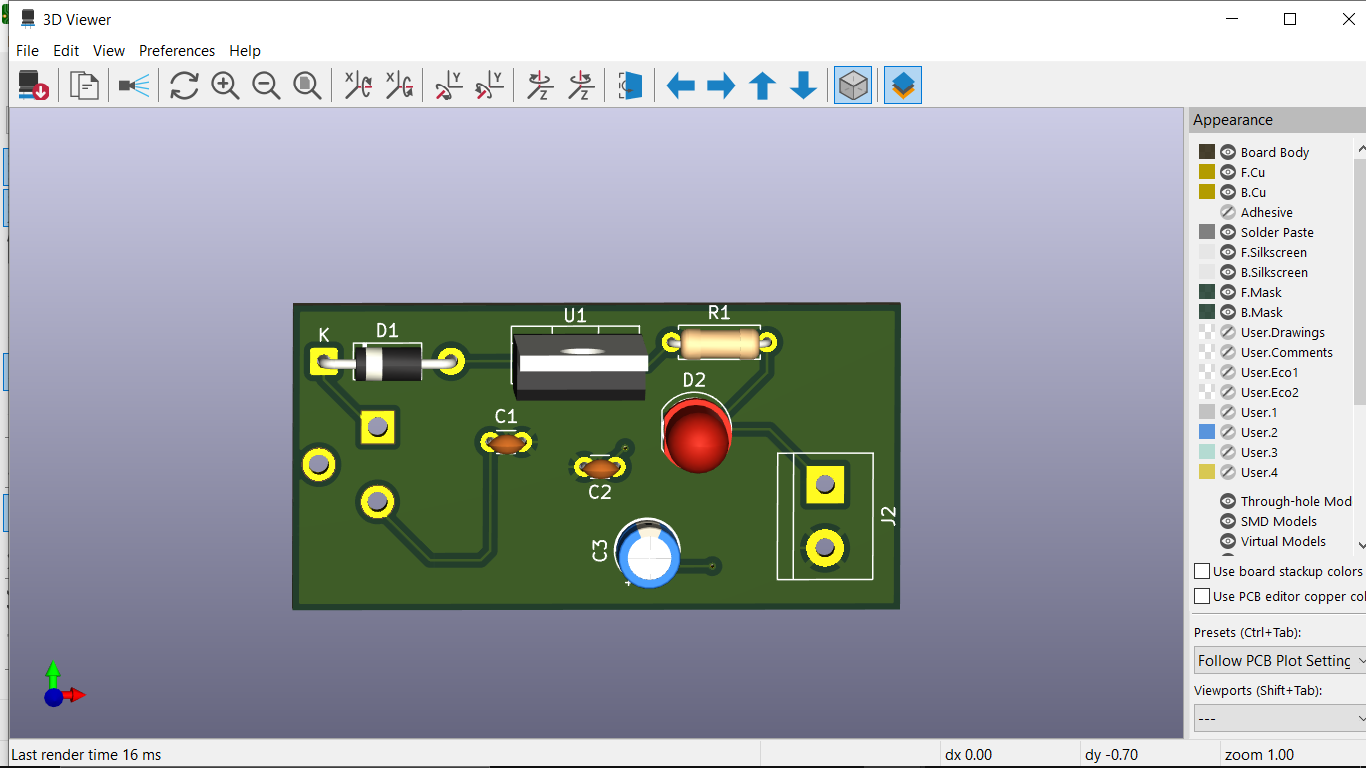 3D Viewer
File Edit View Preferences Help
X X Y Y Z Z
Appearance
Board Body
F.Cu
B.Cu
Adhesive
Solder Paste
F.Silkscreen
B.Silkscreen
F.Mask
B.Mask
User.Drawings
User.Comments
User.Eco1
User.Eco2
User.1
User.2
User.3
User.4
Through-hole Mod
SMD Models
Virtual Models
Use board stackup colors
Use PCB editor copper col
Presets (Ctrl+Tab):
Follow PCB Plot Setting
Viewports (Shift+Tab):
---
K
D1
U1
R1
D2
C1
C2
C3
+
J2
Last render time 16 ms
dx 0.00
dy -0.70
zoom 1.00